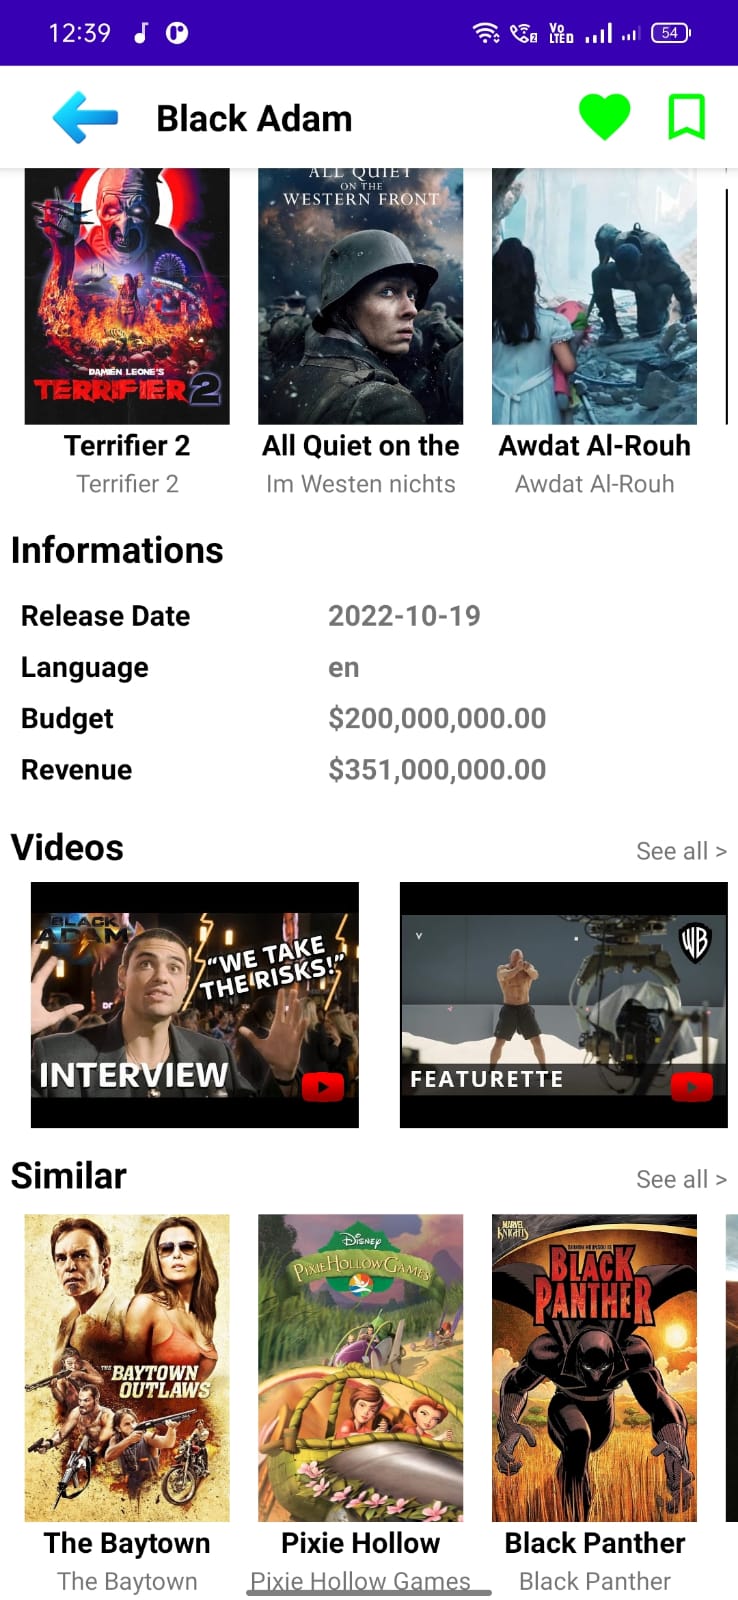 12:39
Vo
LTED
54
Black Adam
DAMIEN LEONE'S
TERRIFIER 2
ALL QUIET
ON THE
WESTERN FRONT
Terrifier 2
All Quiet on the
Awdat Al-Rouh
Terrifier 2
Im Westen nichts
Awdat Al-Rouh
Informations
Release Date
2022-10-19
Language
en
Budget
$200,000,000.00
Revenue
$351,000,000.00
Videos
See all >
BLACK
ADAM
"WE TAKE
THE RISKS!"
INTERVIEW
WB
FEATURETTE
Similar
See all >
THE BAYTOWN
OUTLAWS
Disney
PIXIE HOLLOW GAMES
MARVEL
KNIGHTS
BLACK
PANTHER
The Baytown
Pixie Hollow
Black Panther
The Baytown
Pixie Hollow Games
Black Panther